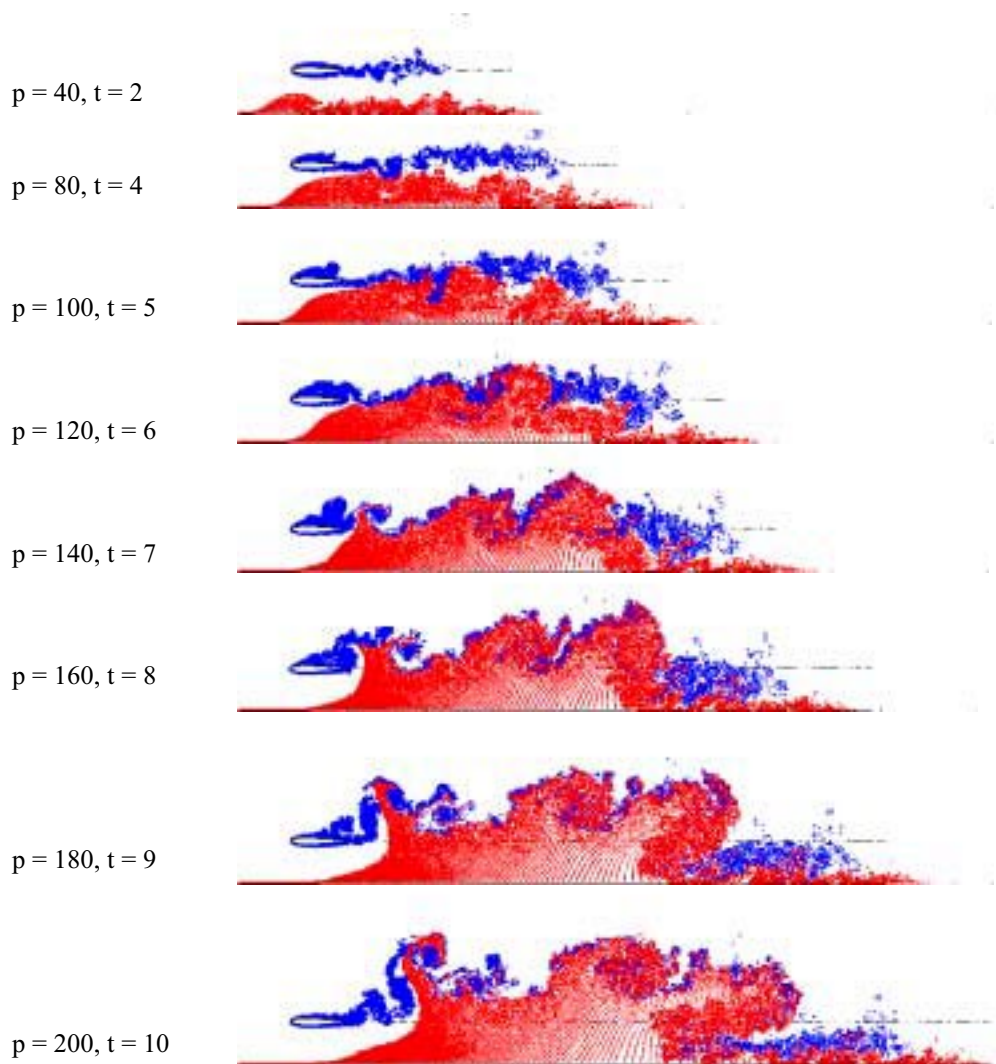 p = 40, t = 2
p = 80, t = 4
p = 100, t = 5
p = 120, t = 6
p = 140, t = 7
p = 160, t = 8
p = 180, t = 9
p = 200, t = 10